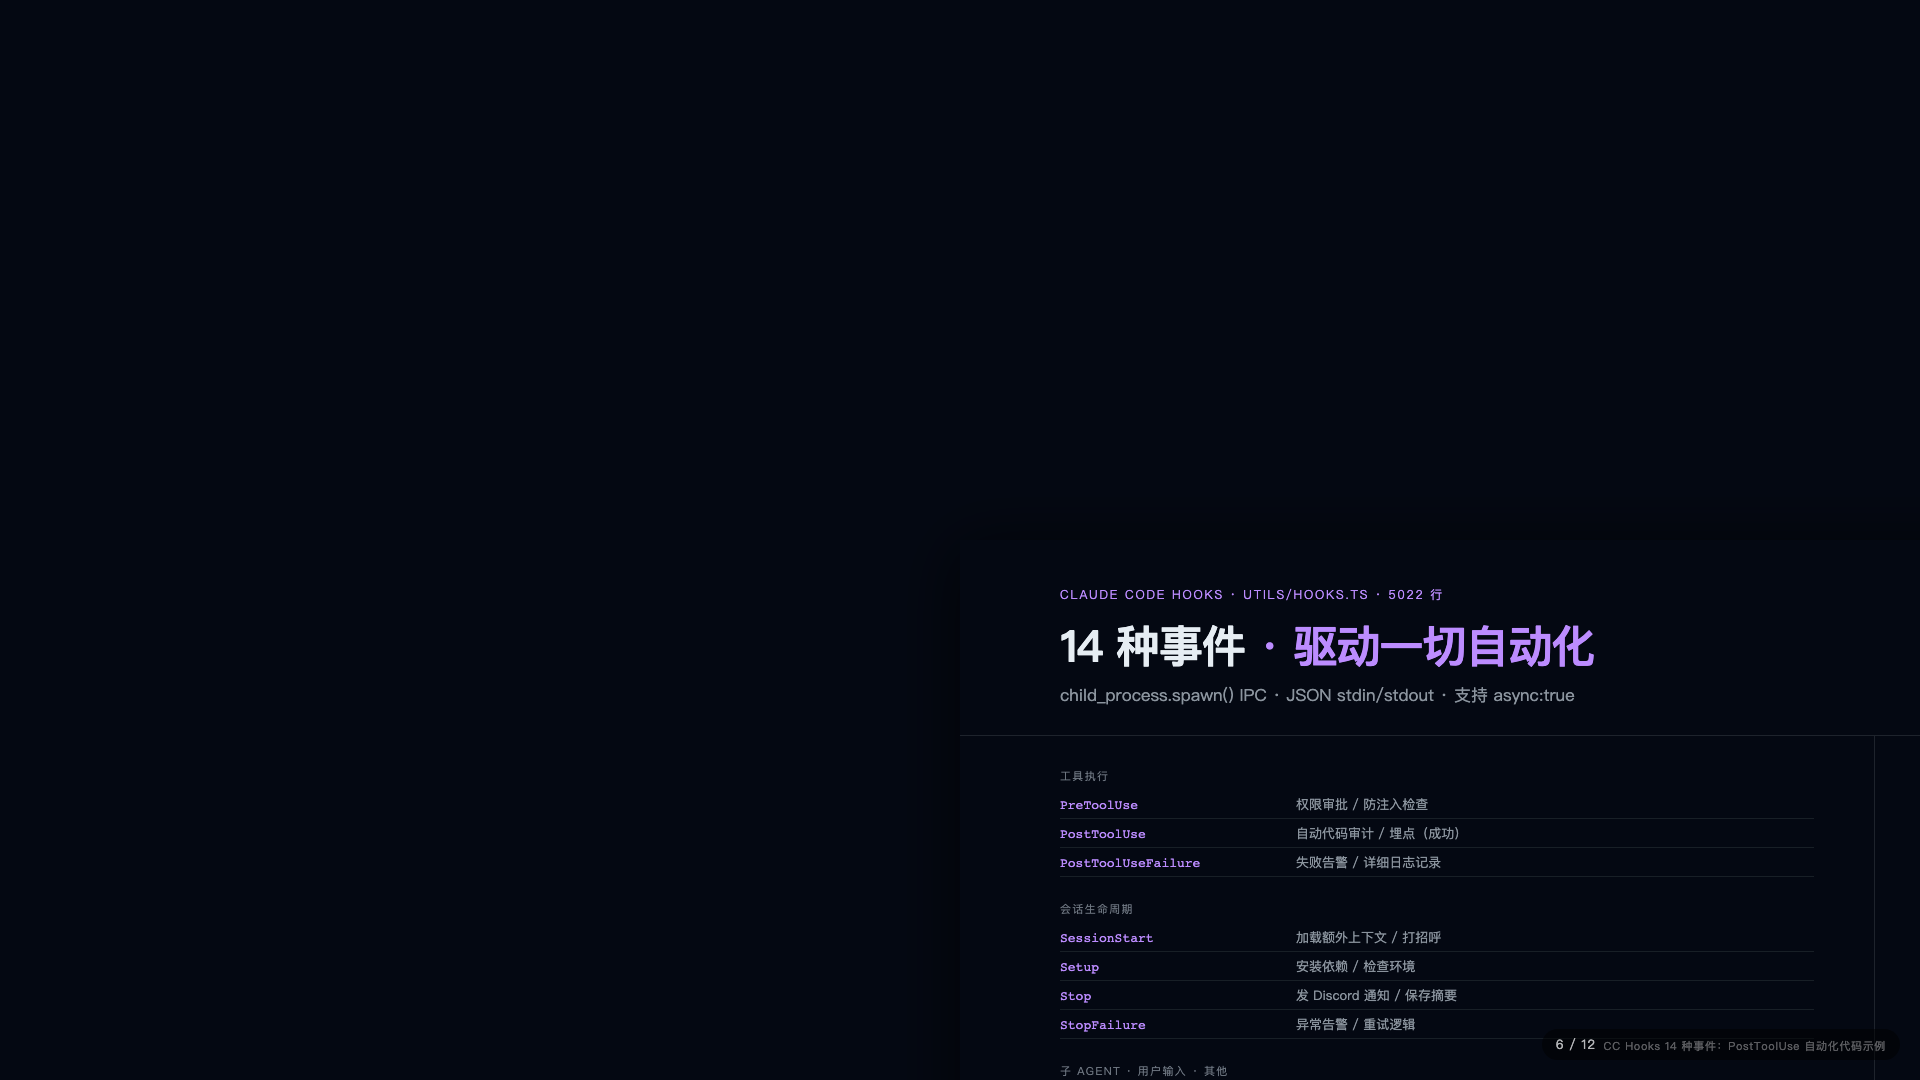 CLAUDE CODE HOOKS · UTILS/HOOKS.TS · 5022 行
14 种事件 · 驱动一切自动化
child_process.spawn() IPC · JSON stdin/stdout · 支持 async:true
工具执行
PreToolUse 权限审批 / 防注入检查
PostToolUse 自动代码审计 / 埋点（成功）
PostToolUseFailure 失败告警 / 详细日志记录
会话生命周期
SessionStart 加载额外上下文 / 打招呼
Setup 安装依赖 / 检查环境
Stop 发 Discord 通知 / 保存摘要
StopFailure 异常告警 / 重试逻辑
子 AGENT · 用户输入 · 其他
6 / 12 CC Hooks 14 种事件：PostToolUse 自动化代码示例